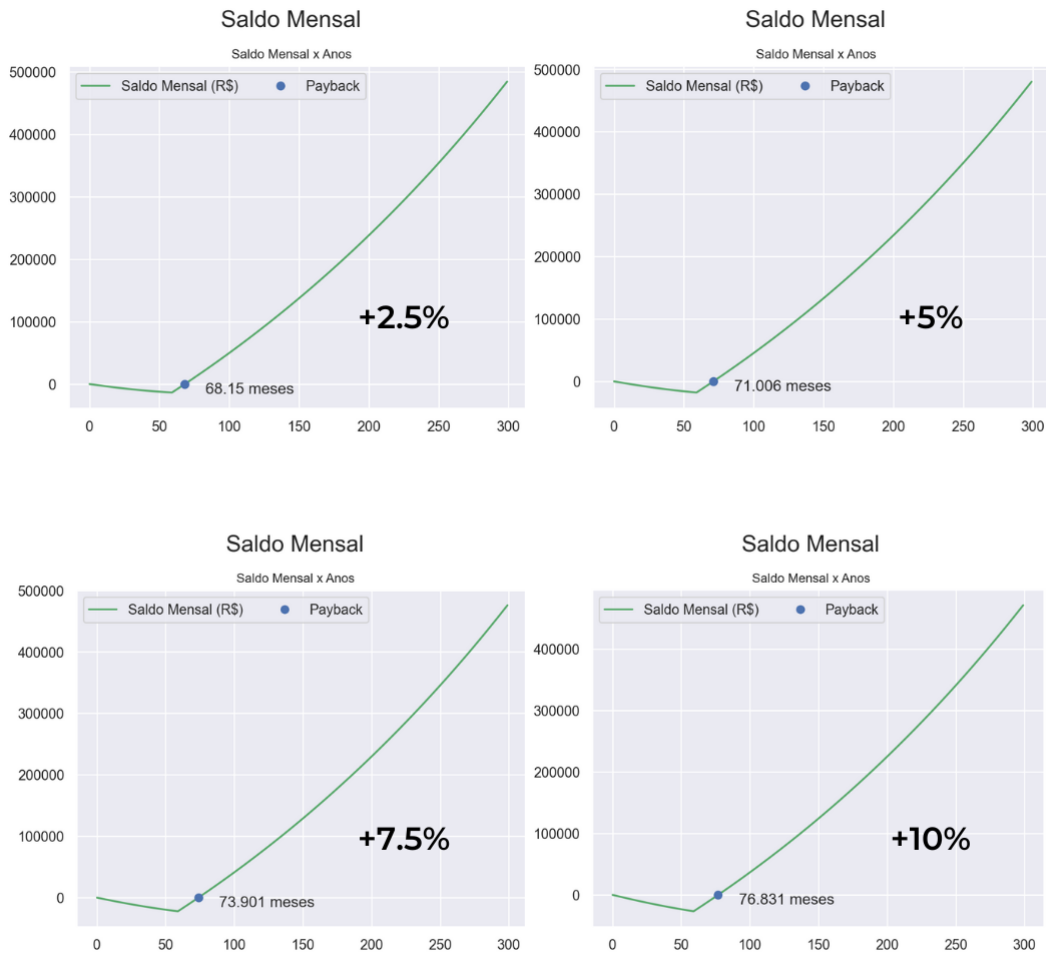 Saldo Mensal
Saldo Mensal x Anos
Saldo Mensal (R$) Payback
500000
400000
300000
200000
100000
0
+2.5%
68.15 meses
0 50 100 150 200 250 300
Saldo Mensal
Saldo Mensal x Anos
Saldo Mensal (R$) Payback
500000
400000
300000
200000
100000
0
+5%
71.006 meses
0 50 100 150 200 250 300
Saldo Mensal
Saldo Mensal x Anos
Saldo Mensal (R$) Payback
500000
400000
300000
200000
100000
0
+7.5%
73.901 meses
0 50 100 150 200 250 300
Saldo Mensal
Saldo Mensal x Anos
Saldo Mensal (R$) Payback
400000
300000
200000
100000
0
+10%
76.831 meses
0 50 100 150 200 250 300